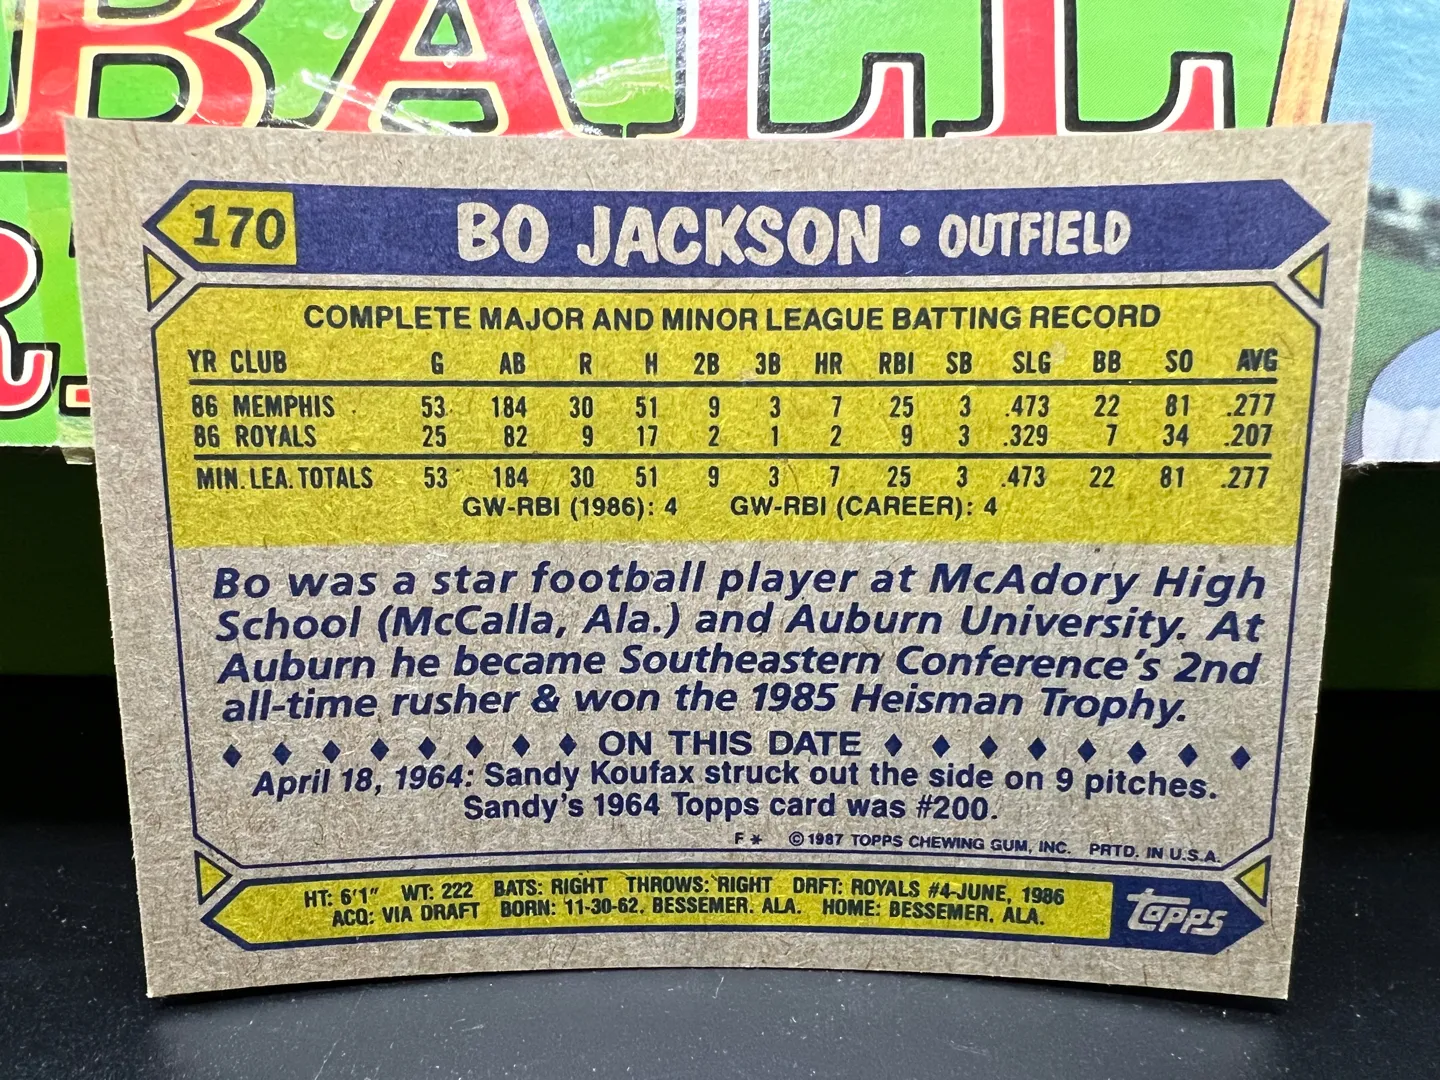 BALL
170 BO JACKSON • OUTFIELD
COMPLETE MAJOR AND MINOR LEAGUE BATTING RECORD
YR CLUB G AB R H 2B 3B HR RBI SB SLG BB SO AVG
86 MEMPHIS 53 184 30 51 9 3 7 25 3 .473 22 81 .277
86 ROYALS 25 82 9 17 2 1 2 9 3 .329 7 34 .207
MIN. LEA. TOTALS 53 184 30 51 9 3 7 25 3 .473 22 81 .277
GW-RBI (1986): 4 GW-RBI (CAREER): 4
Bo was a star football player at McAdory High
School (McCalla, Ala.) and Auburn University. At
Auburn he became Southeastern Conference's 2nd
all-time rusher & won the 1985 Heisman Trophy.
♦ ♦ ♦ ♦ ♦ ♦ ♦ ♦ ON THIS DATE ♦ ♦ ♦ ♦ ♦ ♦ ♦ ♦
April 18, 1964: Sandy Koufax struck out the side on 9 pitches.
Sandy's 1964 Topps card was #200.
F * © 1987 TOPPS CHEWING GUM, INC. PRTD. IN U.S.A.
HT: 6'1" WT: 222 BATS: RIGHT THROWS: RIGHT DRFT: ROYALS #4-JUNE, 1986
ACQ: VIA DRAFT BORN: 11-30-62, BESSEMER, ALA. HOME: BESSEMER, ALA.
topps